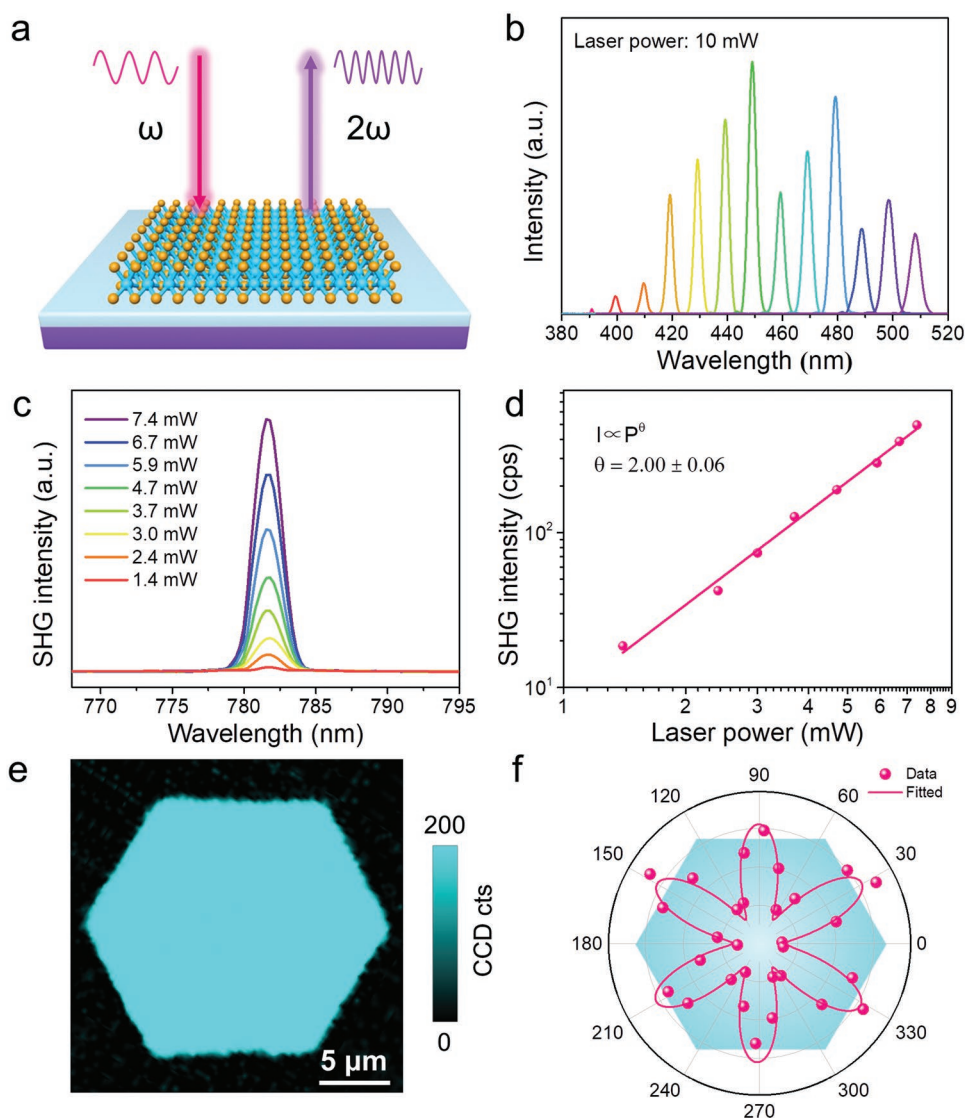 a
ω
2ω
b
Laser power: 10 mW
Intensity (a.u.)
380 400 420 440 460 480 500 520
Wavelength (nm)
c
7.4 mW
6.7 mW
5.9 mW
4.7 mW
3.7 mW
3.0 mW
2.4 mW
1.4 mW
SHG intensity (a.u.)
770 775 780 785 790 795
Wavelength (nm)
d
I∝P^θ
θ = 2.00 ± 0.06
SHG intensity (cps)
10²
10¹
1 2 3 4 5 6 7 8 9
Laser power (mW)
e
200
CCD cts
0
5 µm
f
Data
Fitted
90
120 60
150 30
180 0
210 330
240 300
270